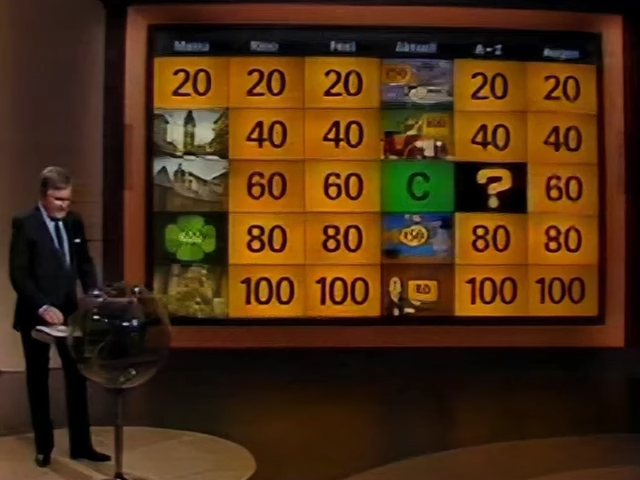 Kino Fest Aktuell A-Z Augen
20 20 20 20 20
40 40 40 40
60 60 C ? 60
80 80 80 80
100 100 100 100